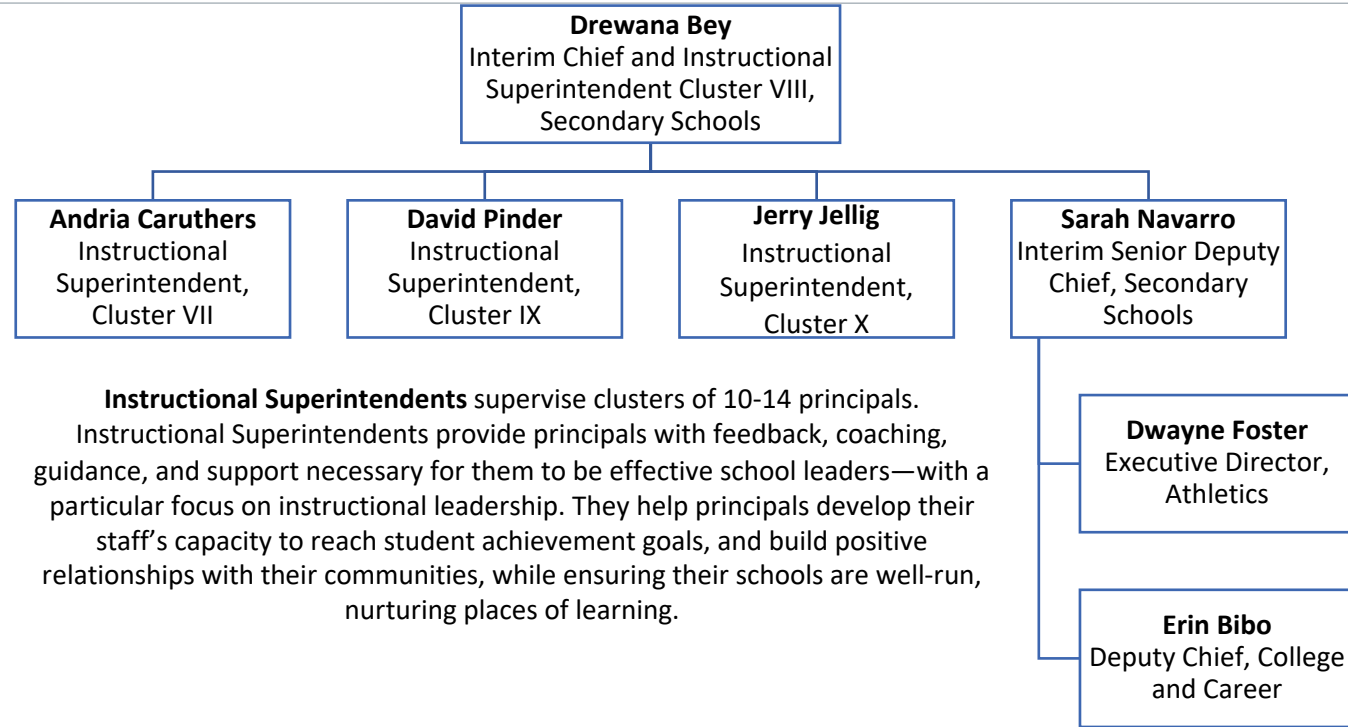 Drewana Bey
Interim Chief and Instructional
Superintendent Cluster VIII,
Secondary Schools
Andria Caruthers
Instructional
Superintendent,
Cluster VII
David Pinder
Instructional
Superintendent,
Cluster IX
Jerry Jellig
Instructional
Superintendent,
Cluster X
Sarah Navarro
Interim Senior Deputy
Chief, Secondary
Schools
Instructional Superintendents supervise clusters of 10-14 principals.
Instructional Superintendents provide principals with feedback, coaching,
guidance, and support necessary for them to be effective school leaders—with a
particular focus on instructional leadership. They help principals develop their
staff’s capacity to reach student achievement goals, and build positive
relationships with their communities, while ensuring their schools are well-run,
nurturing places of learning.
Dwayne Foster
Executive Director,
Athletics
Erin Bibo
Deputy Chief, College
and Career